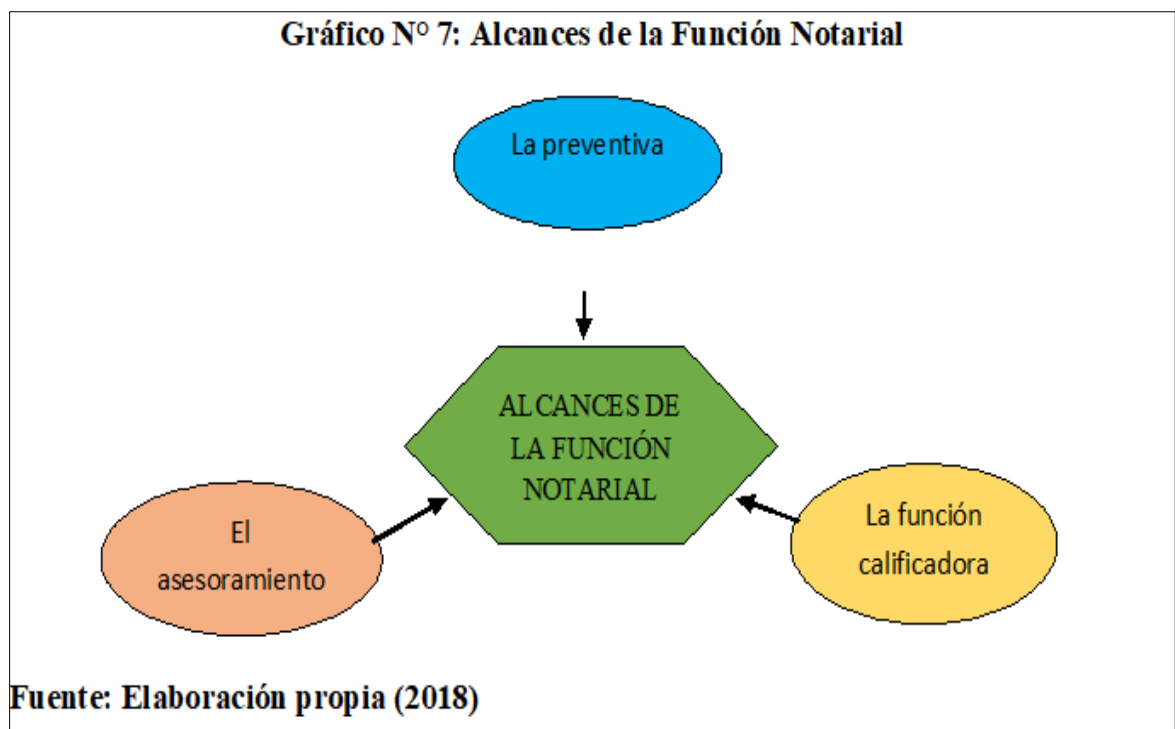 Gráfico N° 7: Alcances de la Función Notarial
La preventiva
ALCANCES DE
LA FUNCIÓN
NOTARIAL
El
asesoramiento
La función
calificadora
Fuente: Elaboración propia (2018)